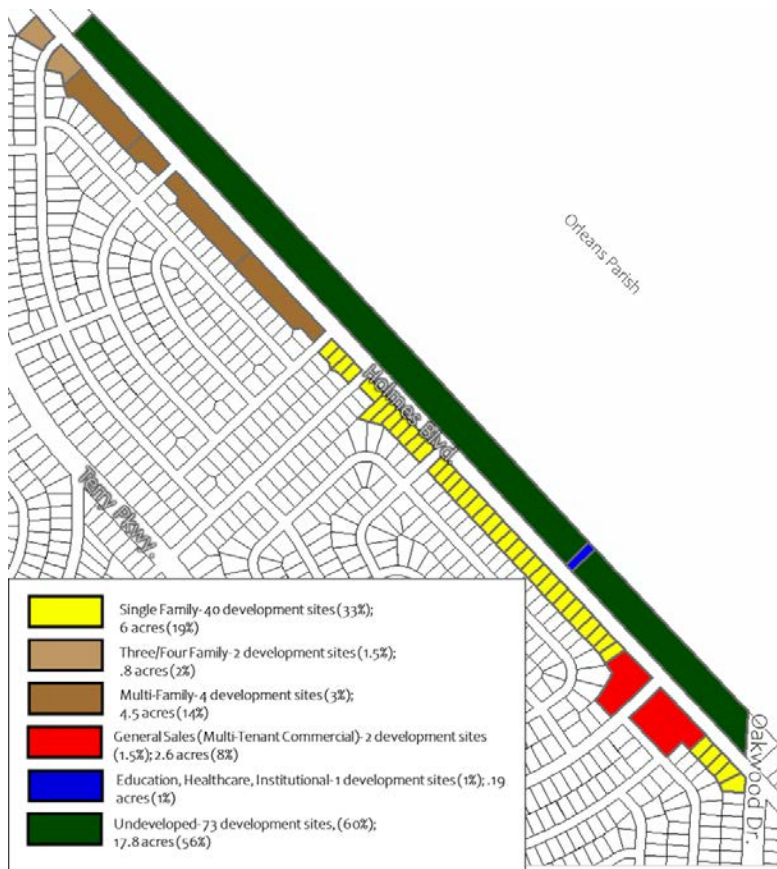 Orleans Parish
Holmes Blvd.
Terry Pkwy.
Oakwood Dr.
Single Family- 40 development sites (33%);
6 acres (19%)
Three/Four Family-2 development sites (1.5%);
.8 acres (2%)
Multi-Family-4 development sites (3%);
4.5 acres (14%)
General Sales (Multi-Tenant Commercial)- 2 development sites
(1.5%); 2.6 acres (8%)
Education, Healthcare, Institutional-1 development sites (1%); .19
acres (1%)
Undeveloped-73 development sites, (60%);
17.8 acres (56%)